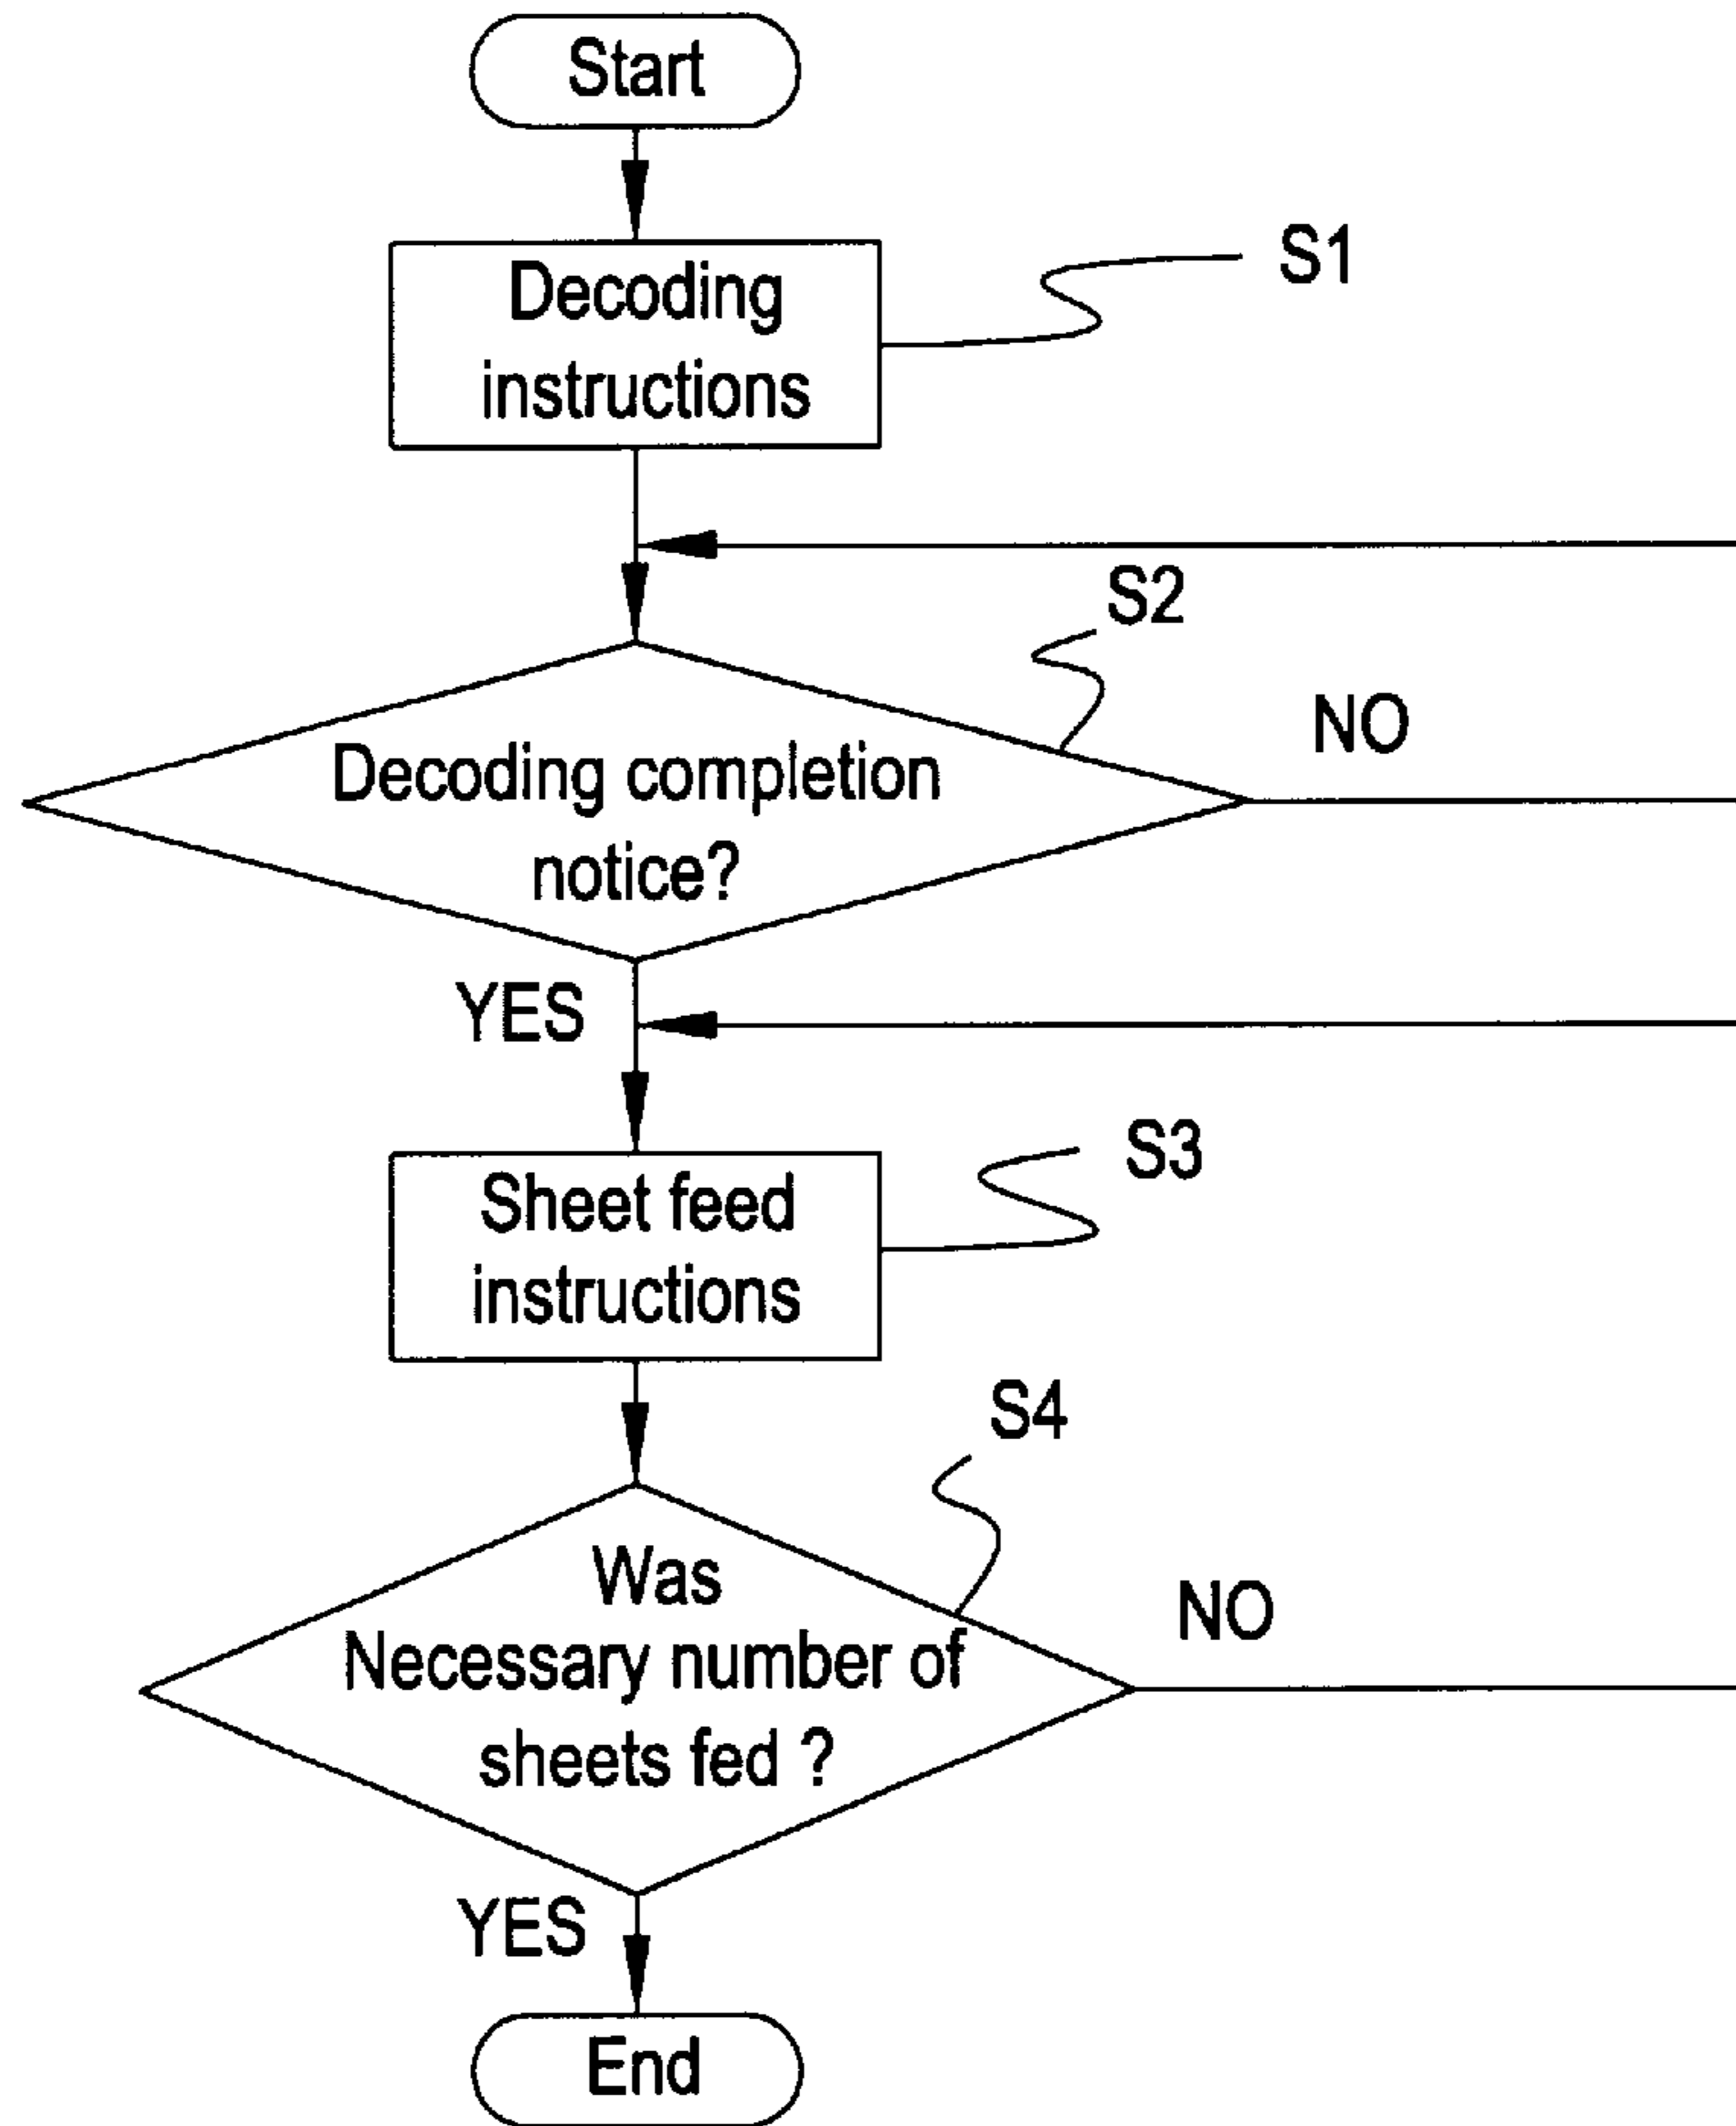 Start
Decoding
instructions
S1
S2
Decoding completion
notice?
NO
YES
Sheet feed
instructions
S3
S4
Was
Necessary number of
sheets fed ?
NO
YES
End